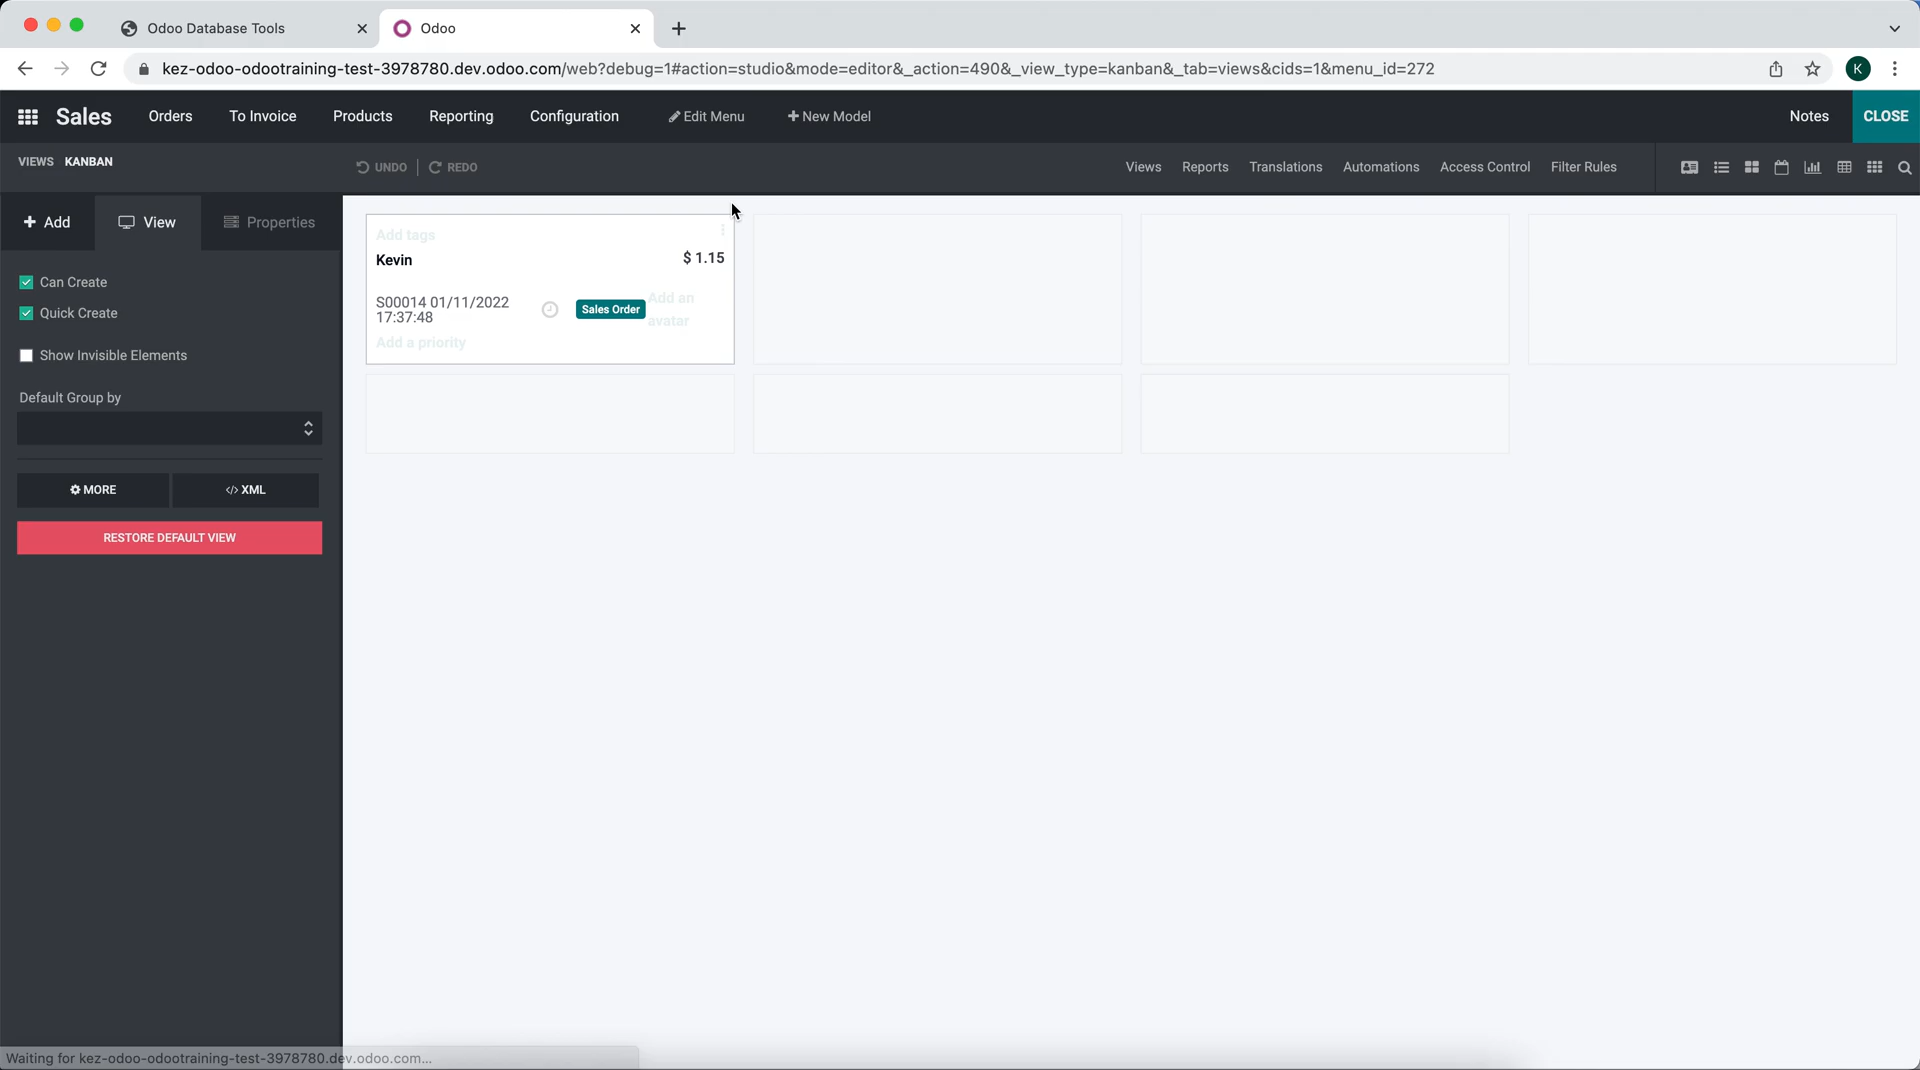 Odoo Database Tools
Odoo
kez-odoo-odootraining-test-3978780.dev.odoo.com/web?debug=1#action=studio&mode=editor&_action=490&_view_type=kanban&_tab=views&cids=1&menu_id=272
K
Sales
Orders
To Invoice
Products
Reporting
Configuration
Edit Menu
New Model
Notes
CLOSE
VIEWS KANBAN
UNDO
REDO
Views
Reports
Translations
Automations
Access Control
Filter Rules
Add
View
Properties
Can Create
Quick Create
Show Invisible Elements
Default Group by
MORE
XML
RESTORE DEFAULT VIEW
Add tags
Kevin
$ 1.15
S00014 01/11/2022
17:37:48
Sales Order
Add an
avatar
Add a priority
Waiting for kez-odoo-odootraining-test-3978780.dev.odoo.com...